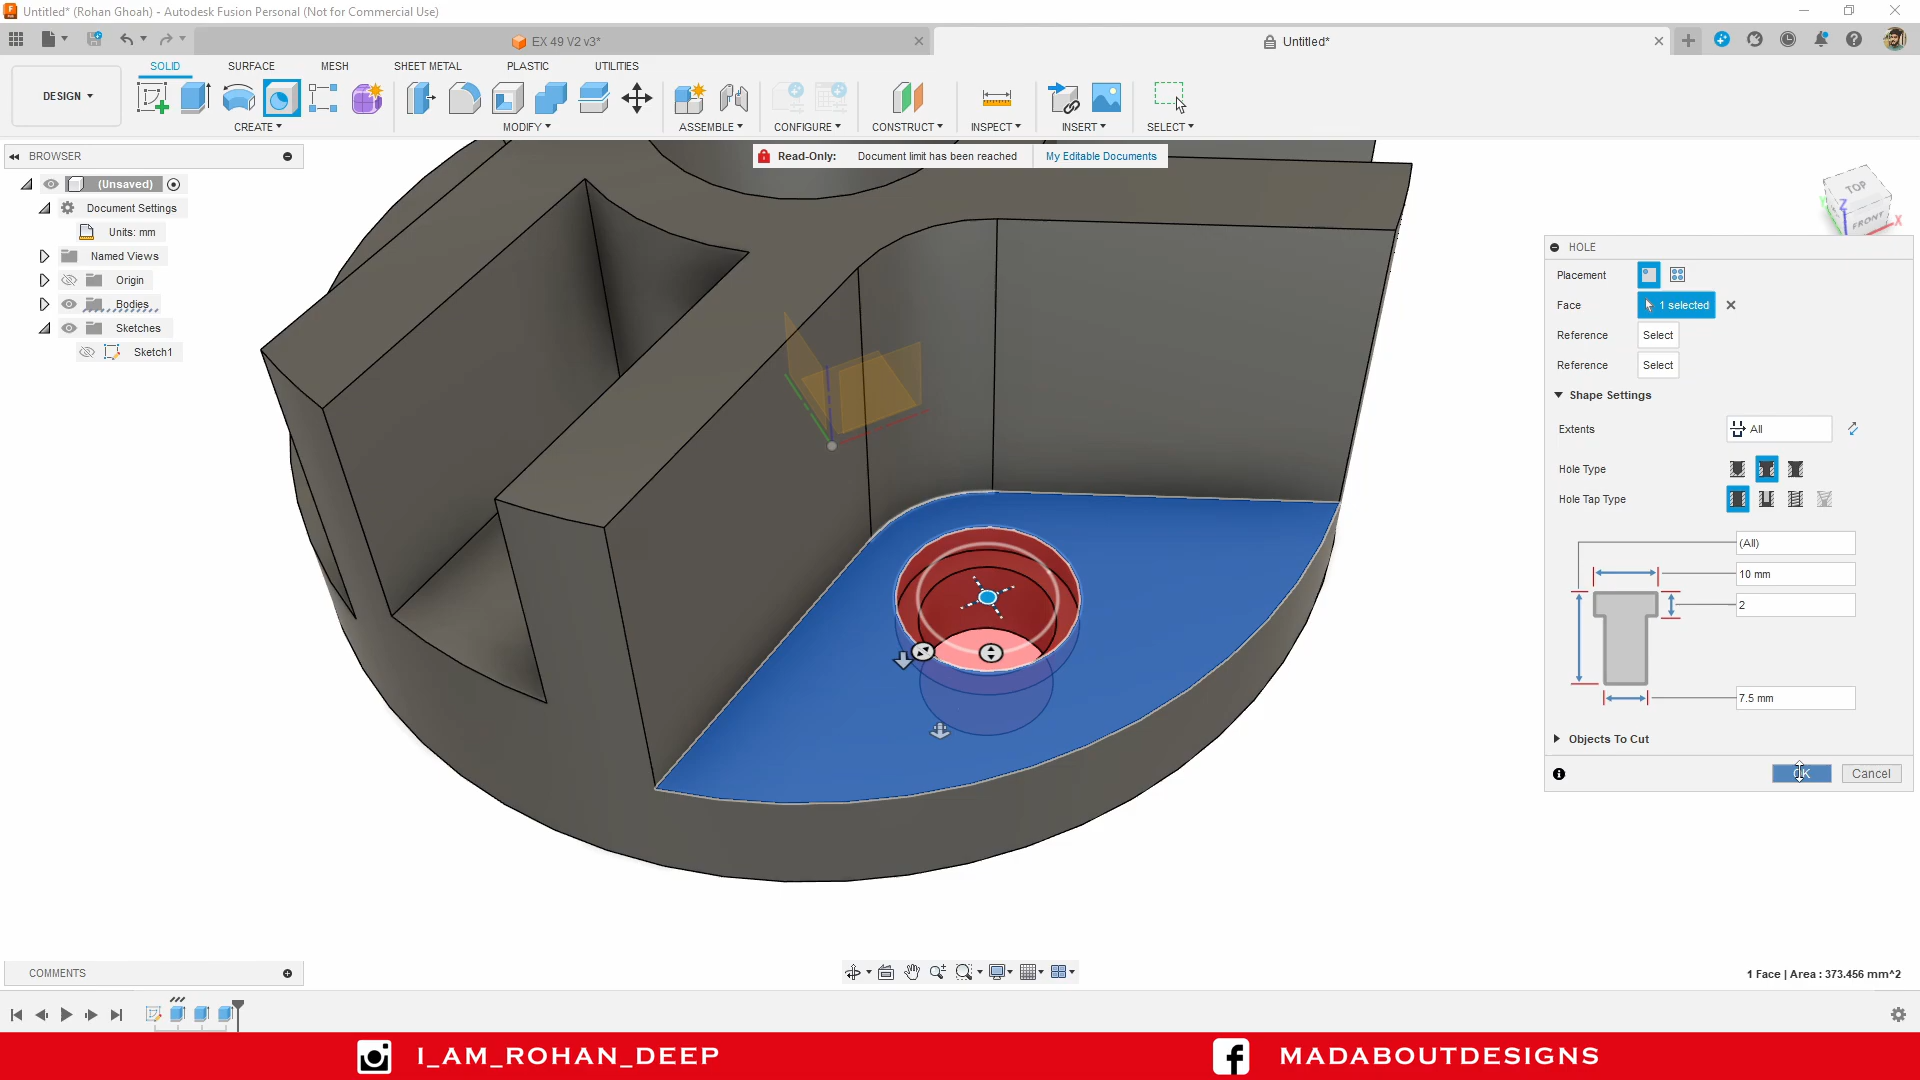 Untitled* (Rohan Ghoah) - Autodesk Fusion Personal (Not for Commercial Use)
EX 49 V2 v3*
Untitled*
DESIGN
SOLID
SURFACE
MESH
SHEET METAL
PLASTIC
UTILITIES
CREATE
MODIFY
ASSEMBLE
CONFIGURE
CONSTRUCT
INSPECT
INSERT
SELECT
BROWSER
Read-Only: Document limit has been reached My Editable Documents
(Unsaved)
Document Settings
Units: mm
Named Views
Origin
Bodies
Sketches
Sketch1
TOP
FRONT
Z
X
HOLE
Placement
Face 1 selected
Reference Select
Reference Select
Shape Settings
Extents All
Hole Type
Hole Tap Type
(All)
10 mm
2
7.5 mm
Objects To Cut
OK Cancel
COMMENTS
1 Face | Area : 373.456 mm^2
I_AM_ROHAN_DEEP
MADABOUTDESIGNS